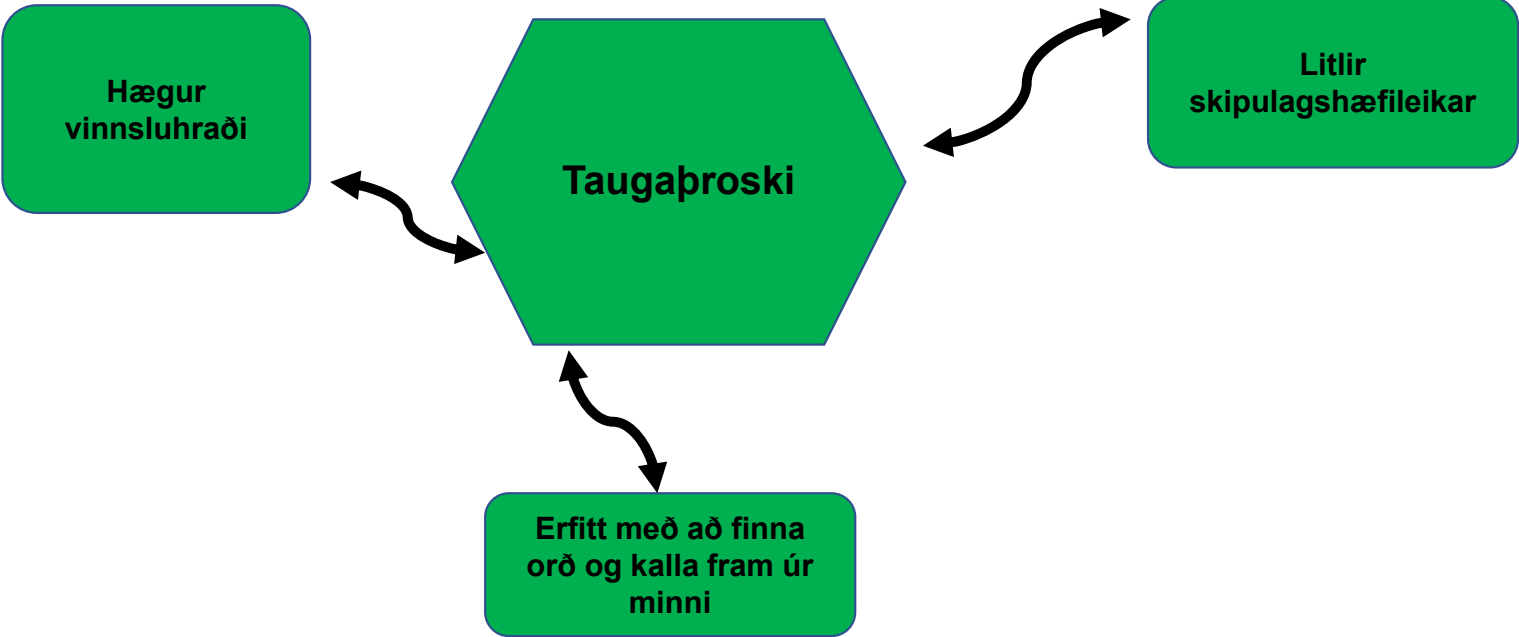 Hægur
vinnsluhraði
Taugaþroski
Litlir
skipulagshæfileikar
Erfitt með að finna
orð og kalla fram úr
minni